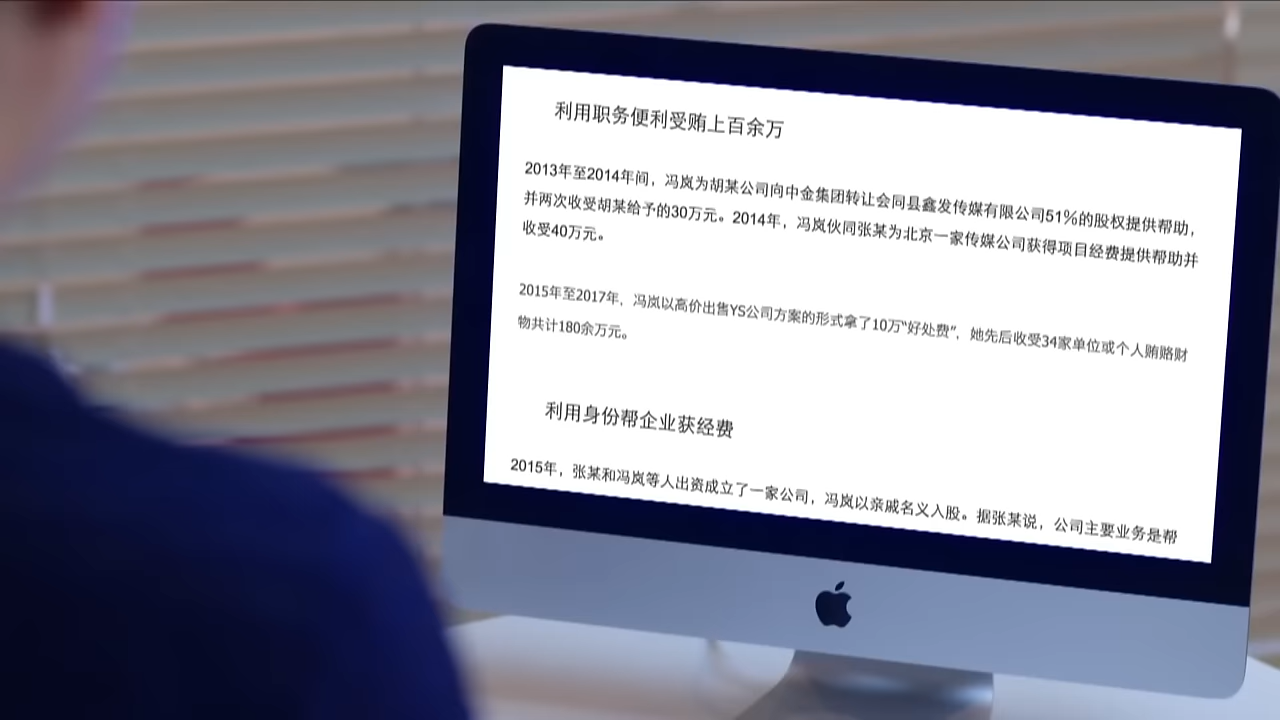 利用职务便利受贿上百余万
2013年至2014年间，冯岚为胡某公司向中金集团转让会同县鑫发传媒有限公司51%的股权提供帮助，
并两次收受胡某给予的30万元。2014年，冯岚伙同张某为北京一家传媒公司获得项目经费提供帮助并
收受40万元。
2015年至2017年，冯岚以高价出售YS公司方案的形式拿了10万“好处费”，她先后收受34家单位或个人贿赂财
物共计180余万元。
利用身份帮企业获经费
2015年，张某和冯岚等人出资成立了一家公司，冯岚以亲戚名义入股。据张某说，公司主要业务是帮